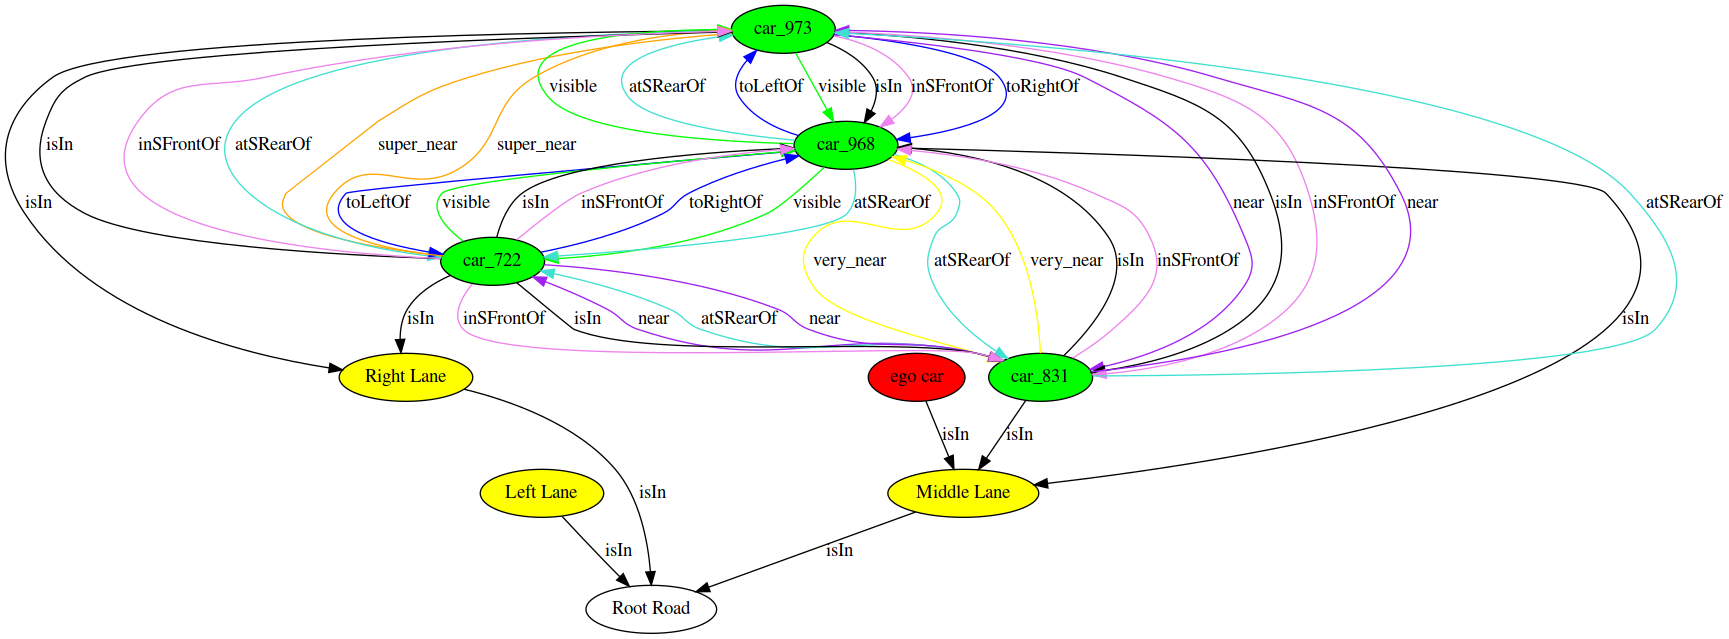 car_973
visible
atSRearOf
toLeftOf
visible
isIn
inSFrontOf
toRightOf
isIn
inSFrontOf
atSRearOf
super_near
super_near
car_968
isIn
toLeftOf
visible
isIn
inSFrontOf
toRightOf
visible
atSRearOf
near
isIn
inSFrontOf
near
atSRearOf
car_722
very_near
atSRearOf
very_near
isIn
inSFrontOf
isIn
inSFrontOf
isIn
near
atSRearOf
near
isIn
Right Lane
ego car
car_831
isIn
isIn
Left Lane
isIn
Middle Lane
isIn
isIn
Root Road